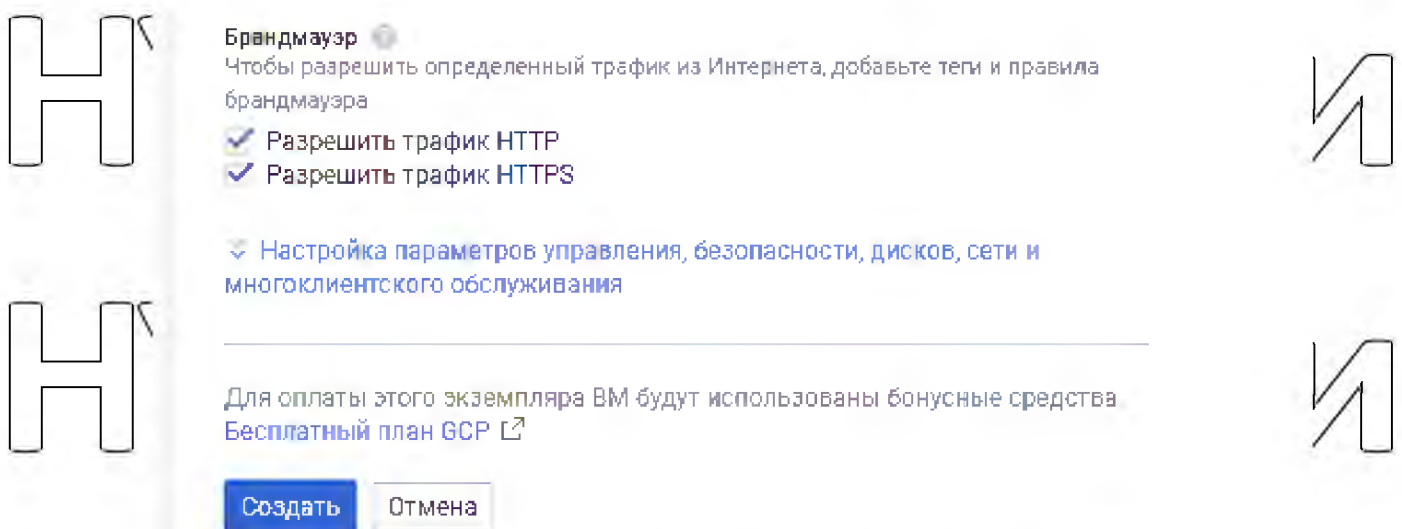 Брандмауэр
Чтобы разрешить определенный трафик из Интернета, добавьте теги и правила
брандмауэра
Разрешить трафик HTTP
Разрешить трафик HTTPS
Настройка параметров управления, безопасности, дисков, сети и
многоклиентского обслуживания
Для оплаты этого экземпляра ВМ будут использованы бонусные средства.
Бесплатный план GCP
Создать Отмена